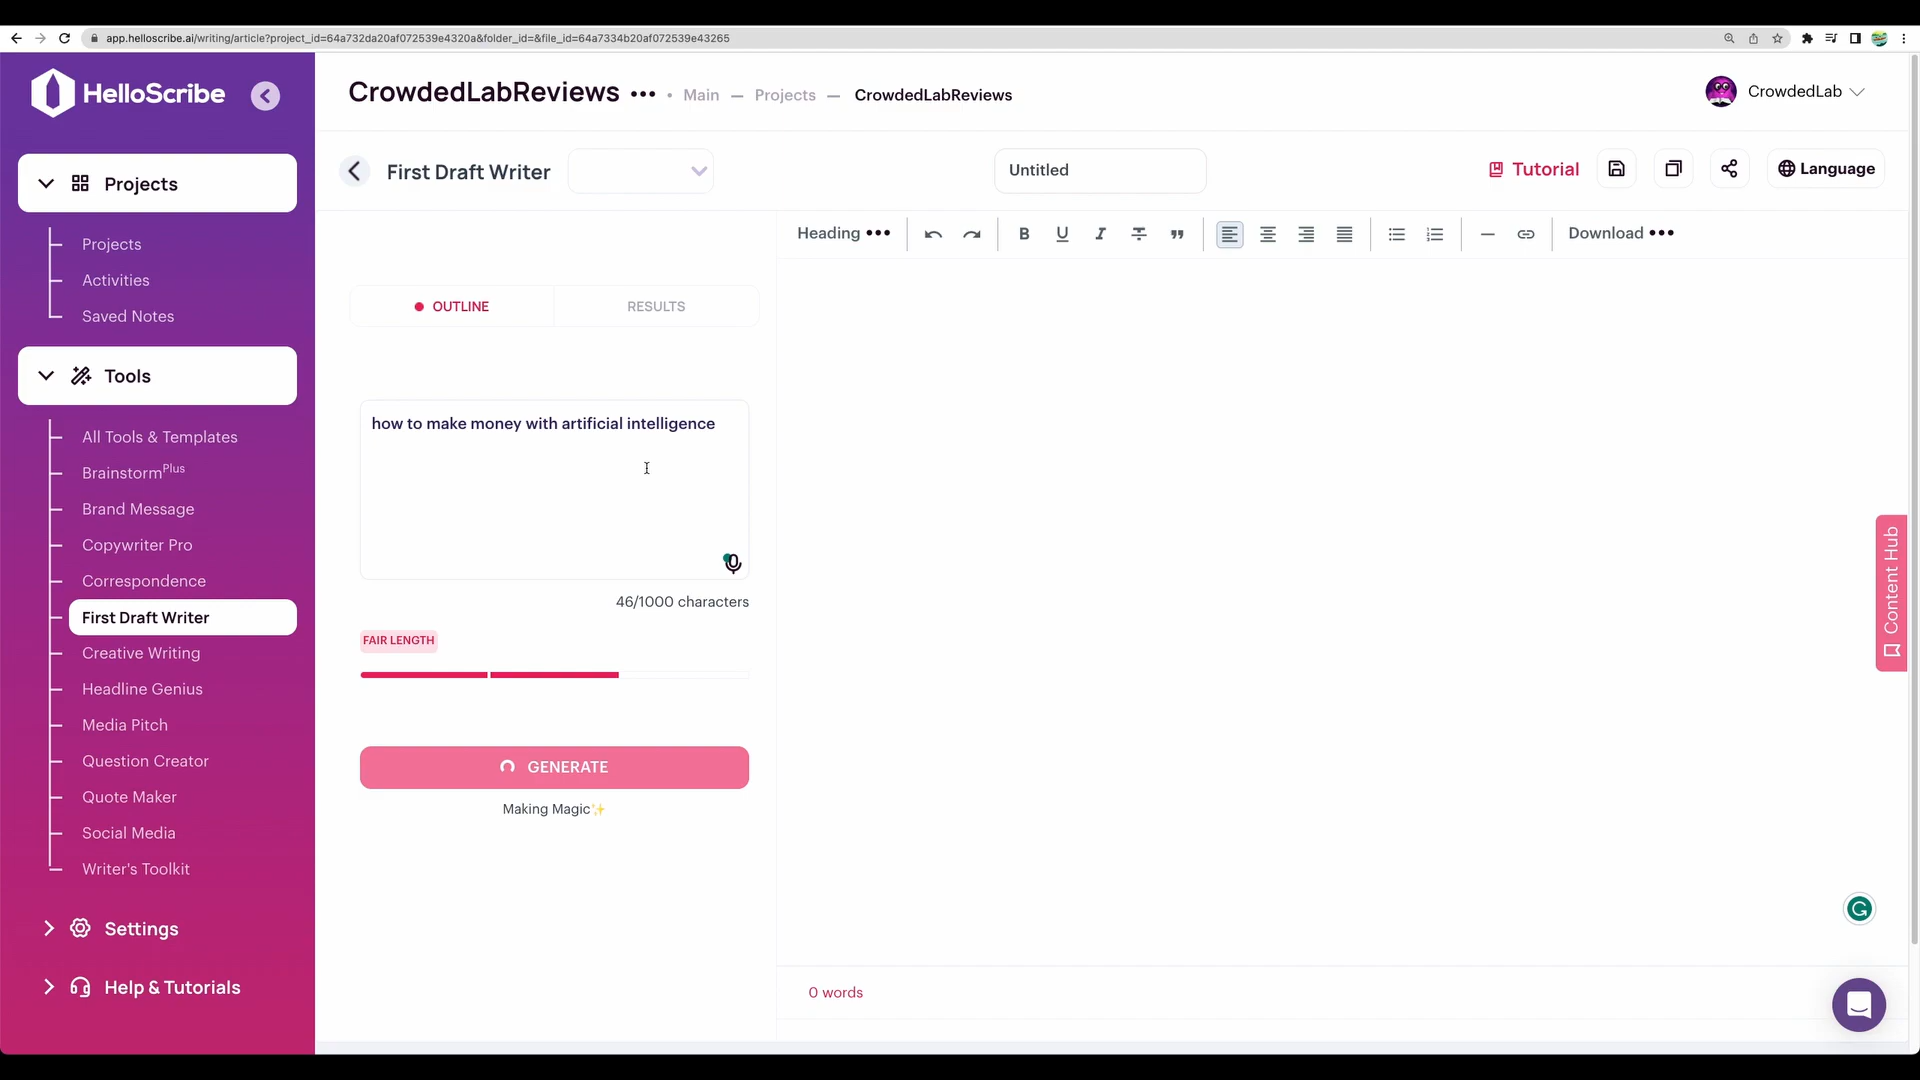 app.helloscribe.ai/writing/article?project_id=64a732da20af072539e4320a&folder_id=&file_id=64a7334b20af072539e43265
HelloScribe
CrowdedLabReviews ••• • Main — Projects — CrowdedLabReviews
CrowdedLab
Projects
Projects
Activities
Saved Notes
Tools
All Tools & Templates
Brainstorm Plus
Brand Message
Copywriter Pro
Correspondence
First Draft Writer
Creative Writing
Headline Genius
Media Pitch
Question Creator
Quote Maker
Social Media
Writer's Toolkit
Settings
Help & Tutorials
First Draft Writer
Untitled
Tutorial
Language
Heading •••
B U I
Download •••
OUTLINE
RESULTS
how to make money with artificial intelligence
46/1000 characters
FAIR LENGTH
GENERATE
Making Magic✨
0 words
Content Hub